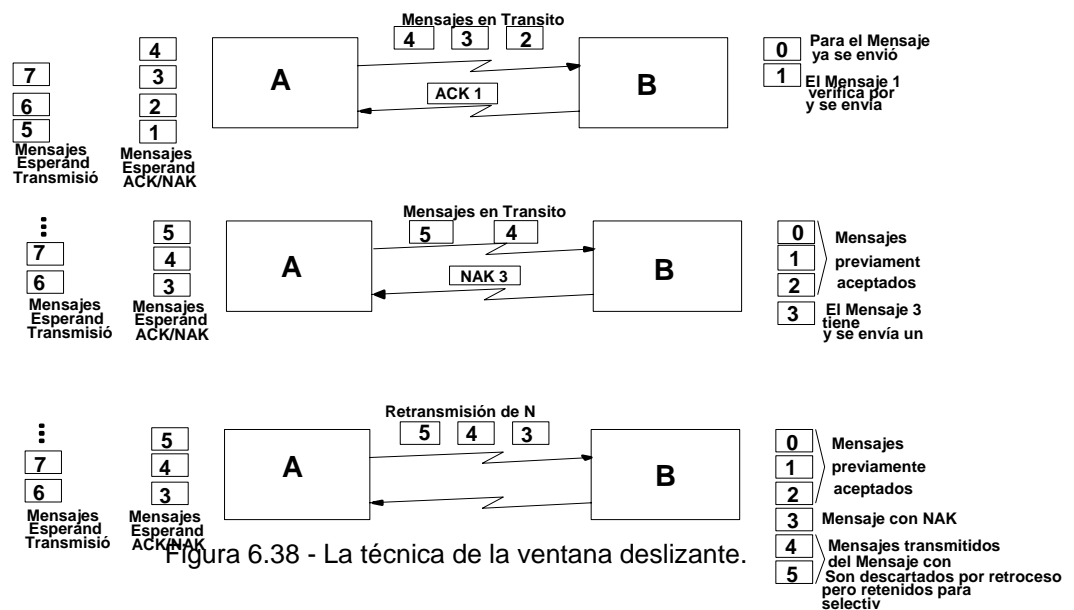 Mensajes en Transito
4 3 2
A
B
ACK 1
7
6
5
Mensajes
Esperand
Transmisió
4
3
2
1
Mensajes
Esperand
ACK/NAK
0
Para el Mensaje
ya se envió
1
El Mensaje 1
verifica por
y se envía
Mensajes en Transito
5 4
A
B
NAK 3
7
6
Mensajes
Esperand
Transmisió
5
4
3
Mensajes
Esperand
ACK/NAK
0
1
2
Mensajes
previament
aceptados
3
El Mensaje 3
tiene
y se envía un
Retransmisión de N
5 4 3
A
B
7
6
Mensajes
Esperand
Transmisió
5
4
3
Mensajes
Esperand
ACK/NAK
0
1
2
Mensajes
previamente
aceptados
3
Mensaje con NAK
4
5
Mensajes transmitidos
del Mensaje con
Son descartados por retroceso
pero retenidos para
selectiv
Figura 6.38 - La técnica de la ventana deslizante.